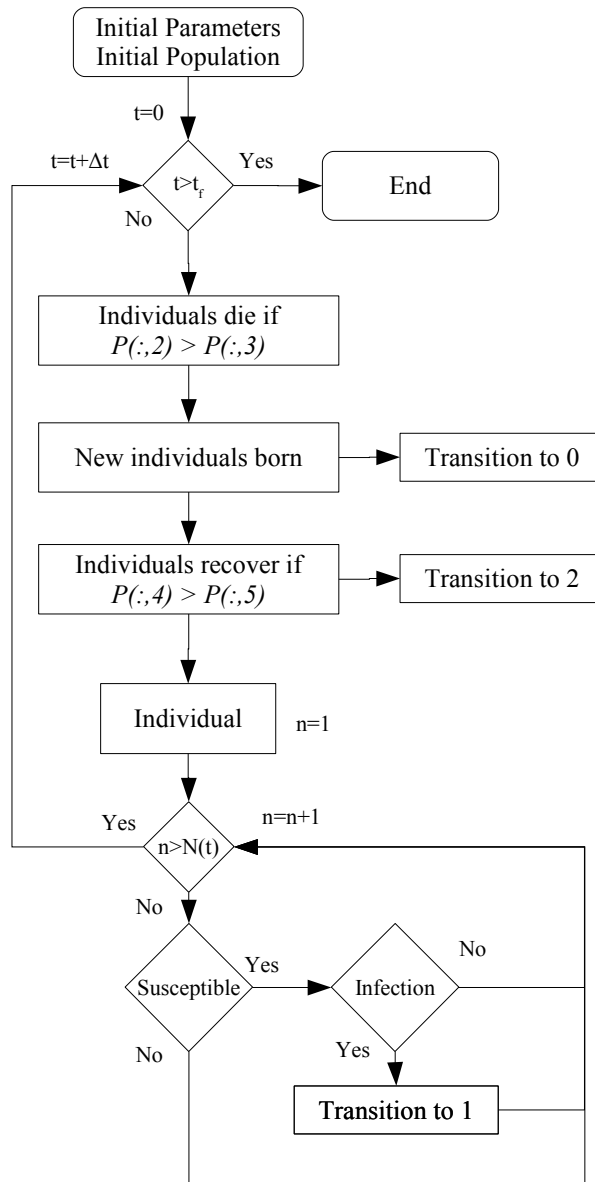 Initial Parameters
Initial Population
t=0
t=t+Δt
t>t_f
Yes
End
No
Individuals die if
P(:,2) > P(:,3)
New individuals born
Transition to 0
Individuals recover if
P(:,4) > P(:,5)
Transition to 2
Individual
n=1
Yes
n=n+1
n>N(t)
No
Susceptible
Yes
Infection
No
No
Yes
Transition to 1